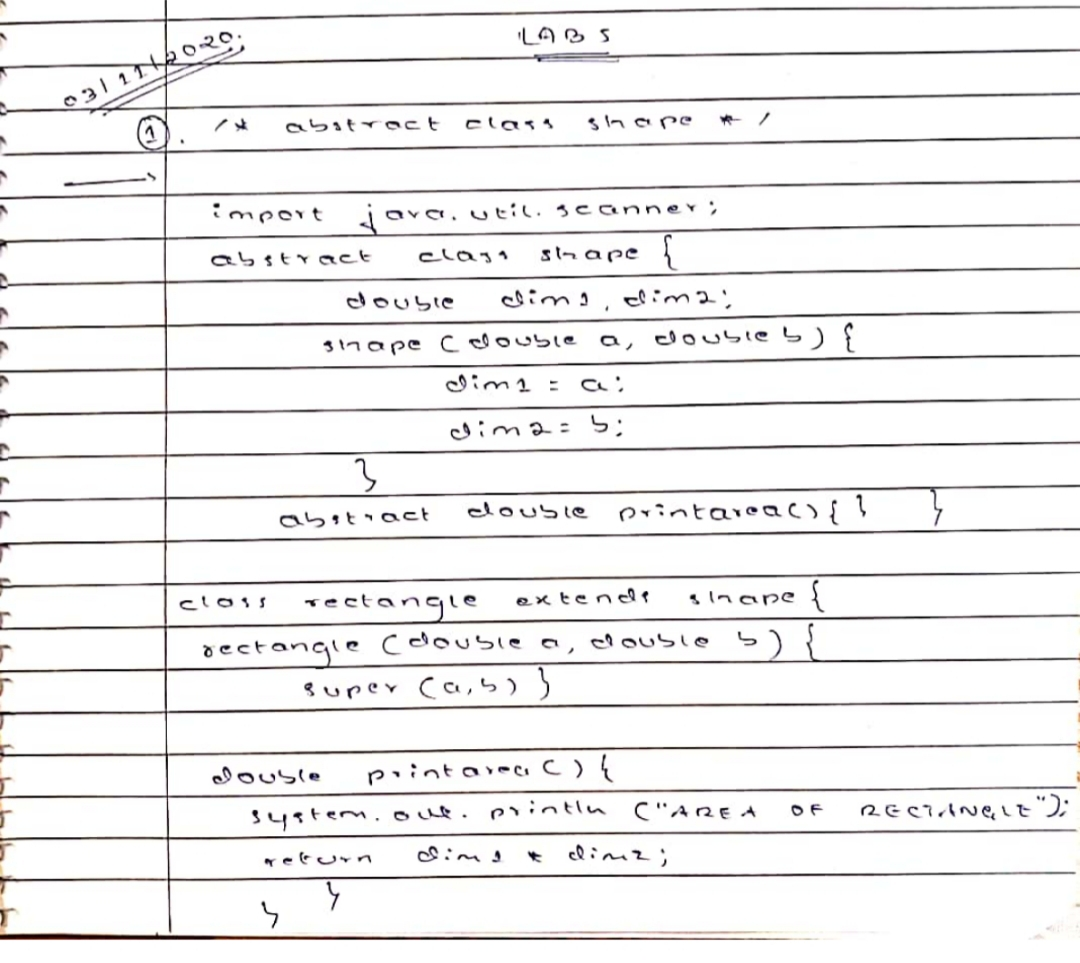 LAB 5
03/11/2020.
①. /* abstract class shape */
import java.util.scanner;
abstract class shape {
double dim1, dim2;
shape (double a, double b) {
dim1 = a;
dim2 = b;
}
abstract double printarea() { } }
class rectangle extends shape {
rectangle (double a, double b) {
super (a,b) }
double printarea () {
system.out.println ("AREA OF RECTANGLE");
return dim1 * dim2;
}
}